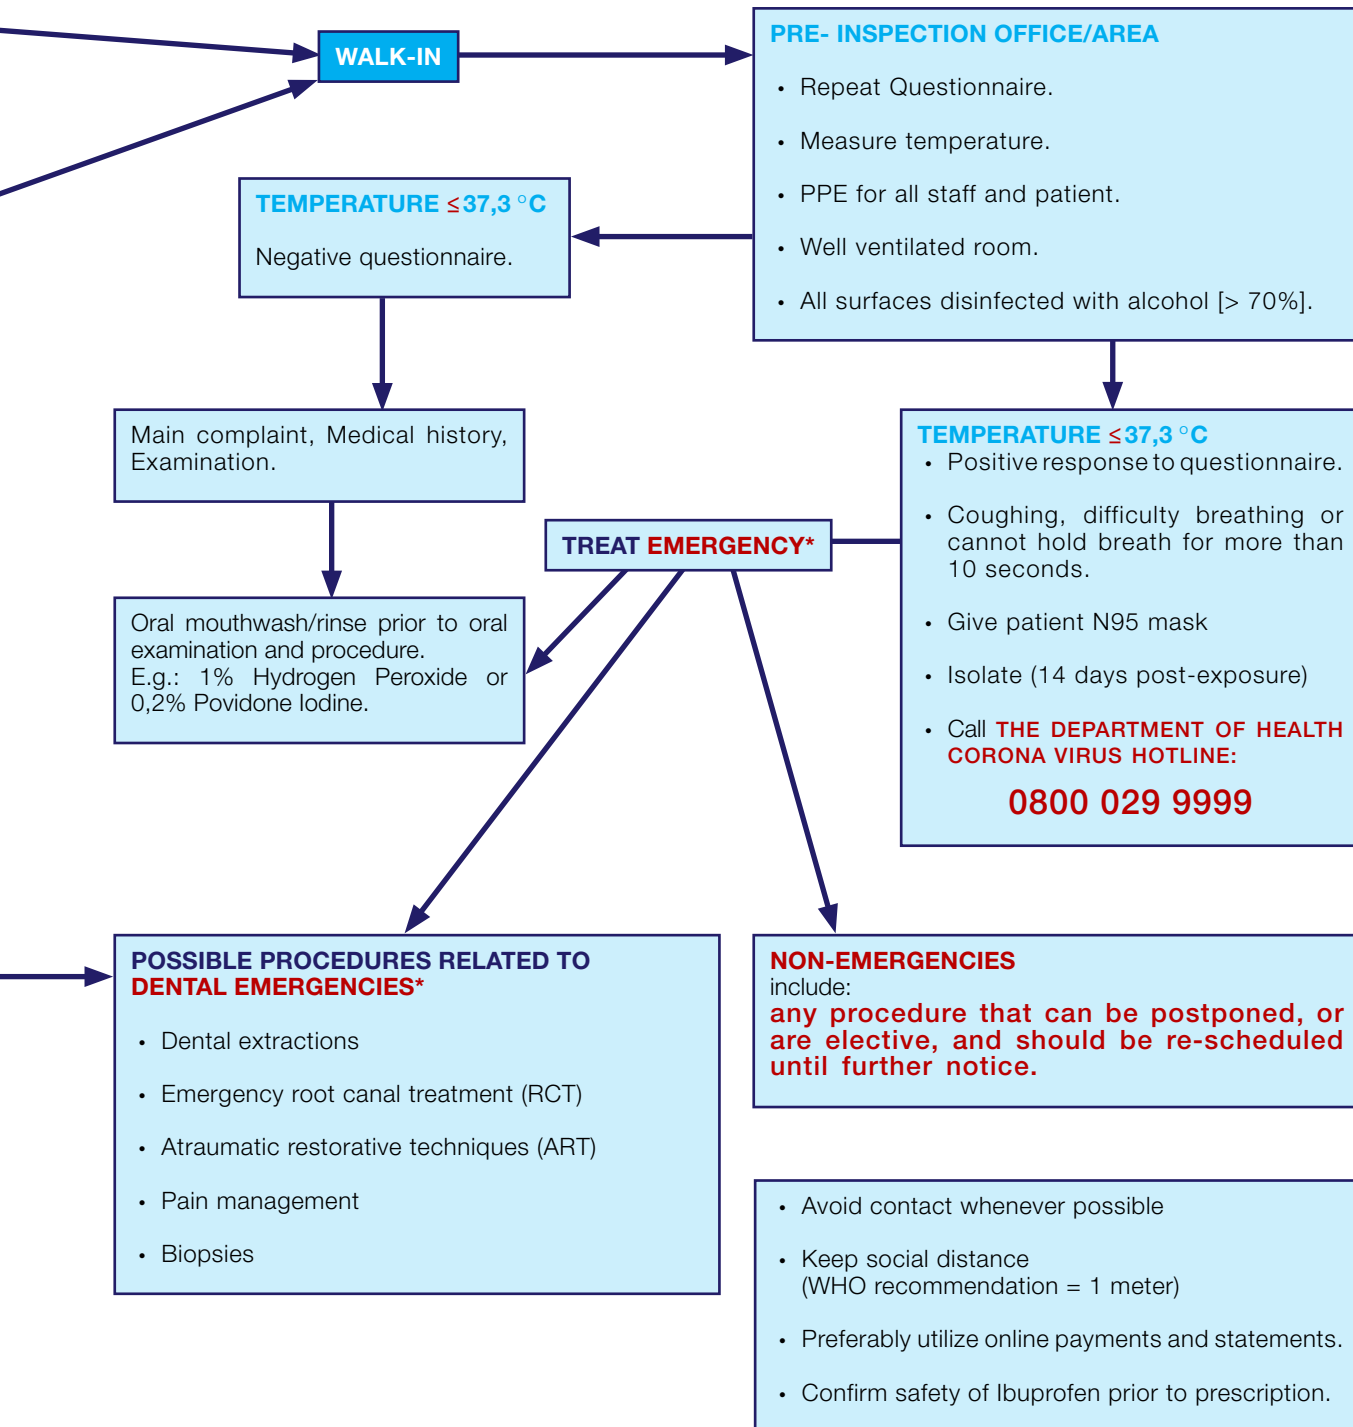 WALK-IN
PRE- INSPECTION OFFICE/AREA
• Repeat Questionnaire.
• Measure temperature.
• PPE for all staff and patient.
• Well ventilated room.
• All surfaces disinfected with alcohol [> 70%].
TEMPERATURE ≤37,3 °C
Negative questionnaire.
Main complaint, Medical history,
Examination.
Oral mouthwash/rinse prior to oral
examination and procedure.
E.g.: 1% Hydrogen Peroxide or
0,2% Povidone Iodine.
TREAT EMERGENCY*
TEMPERATURE ≤37,3 °C
• Positive response to questionnaire.
• Coughing, difficulty breathing or
cannot hold breath for more than
10 seconds.
• Give patient N95 mask
• Isolate (14 days post-exposure)
• Call THE DEPARTMENT OF HEALTH
CORONA VIRUS HOTLINE:
0800 029 9999
POSSIBLE PROCEDURES RELATED TO
DENTAL EMERGENCIES*
• Dental extractions
• Emergency root canal treatment (RCT)
• Atraumatic restorative techniques (ART)
• Pain management
• Biopsies
NON-EMERGENCIES
include:
any procedure that can be postponed, or
are elective, and should be re-scheduled
until further notice.
• Avoid contact whenever possible
• Keep social distance
(WHO recommendation = 1 meter)
• Preferably utilize online payments and statements.
• Confirm safety of Ibuprofen prior to prescription.